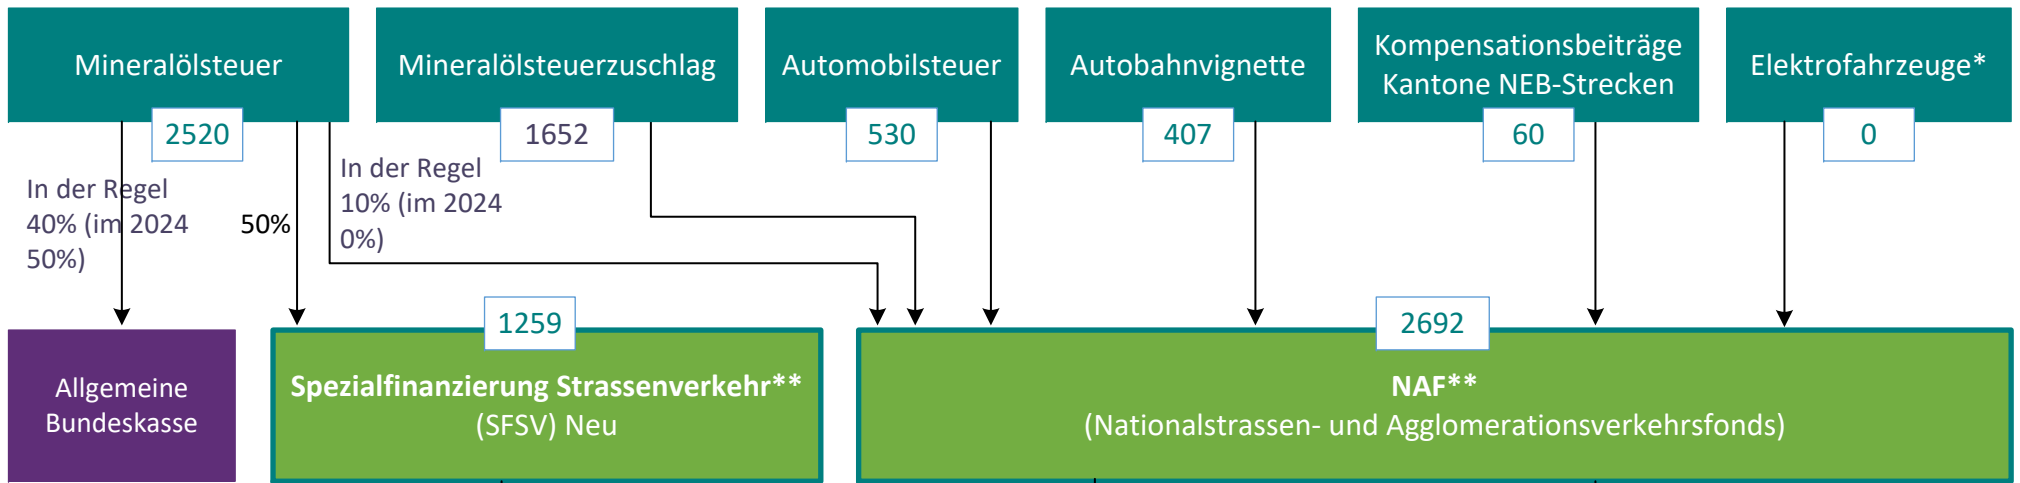 Mineralölsteuer
Mineralölsteuerzuschlag
Automobilsteuer
Autobahnvignette
Kompensationsbeiträge
Kantone NEB-Strecken
Elektrofahrzeuge*
2520
1652
530
407
60
0
In der Regel
40% (im 2024
50%)
50%
In der Regel
10% (im 2024
0%)
1259
2692
Allgemeine
Bundeskasse
Spezialfinanzierung Strassenverkehr**
(SFSV) Neu
NAF**
(Nationalstrassen- und Agglomerationsverkehrsfonds)